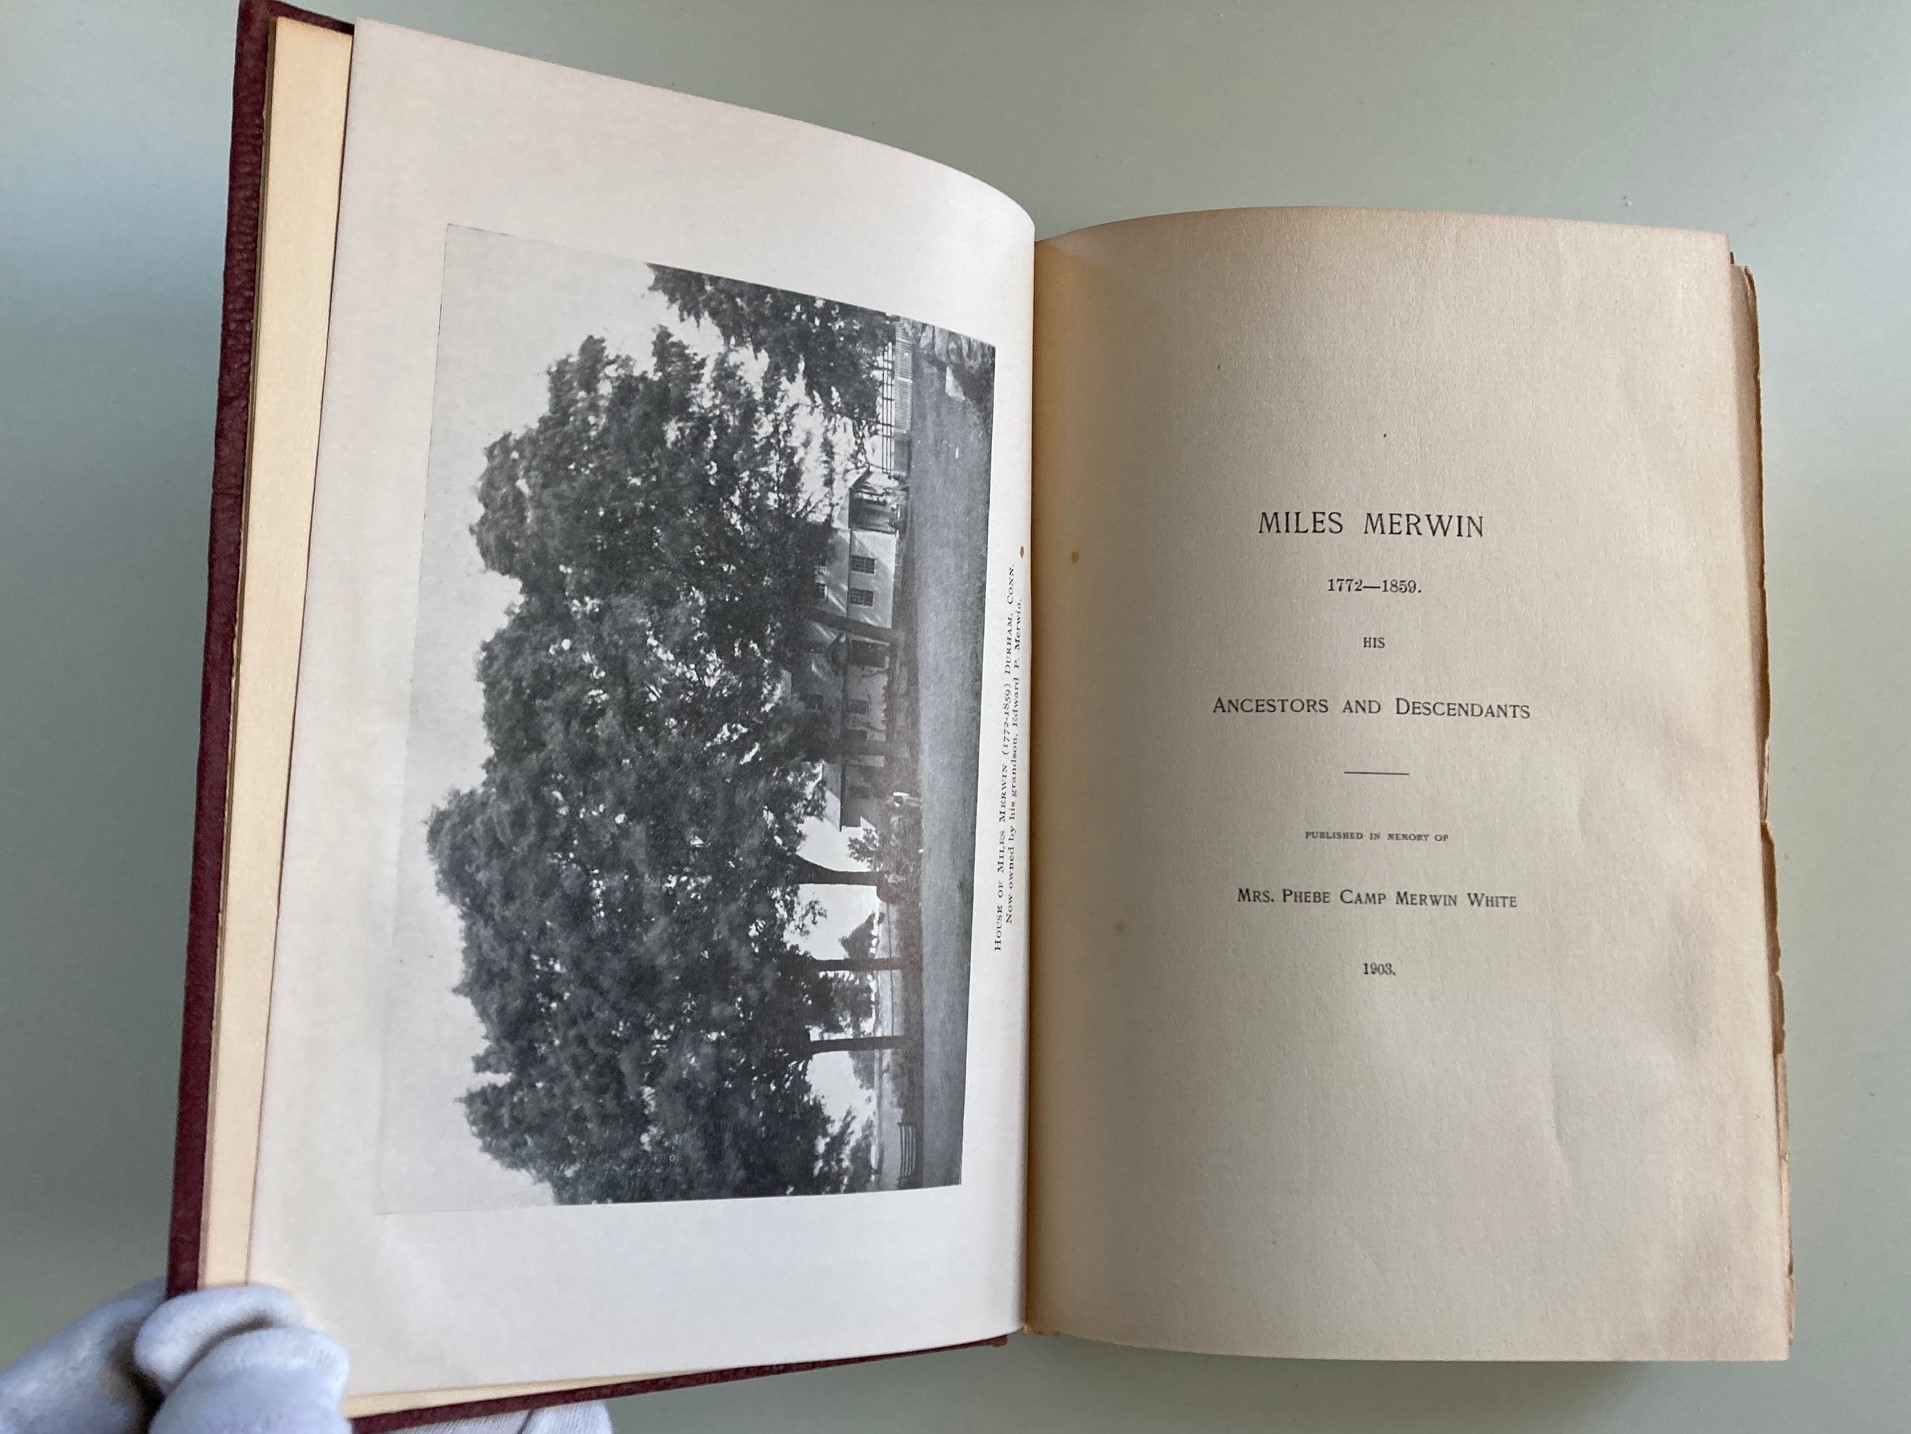 House of Miles Merwin (1772-1859) Durham, Conn.
Now owned by his grandson, Edward P. Merwin.
MILES MERWIN
1772—1859.
HIS
ANCESTORS AND DESCENDANTS
PUBLISHED IN MEMORY OF
MRS. PHEBE CAMP MERWIN WHITE
1903.